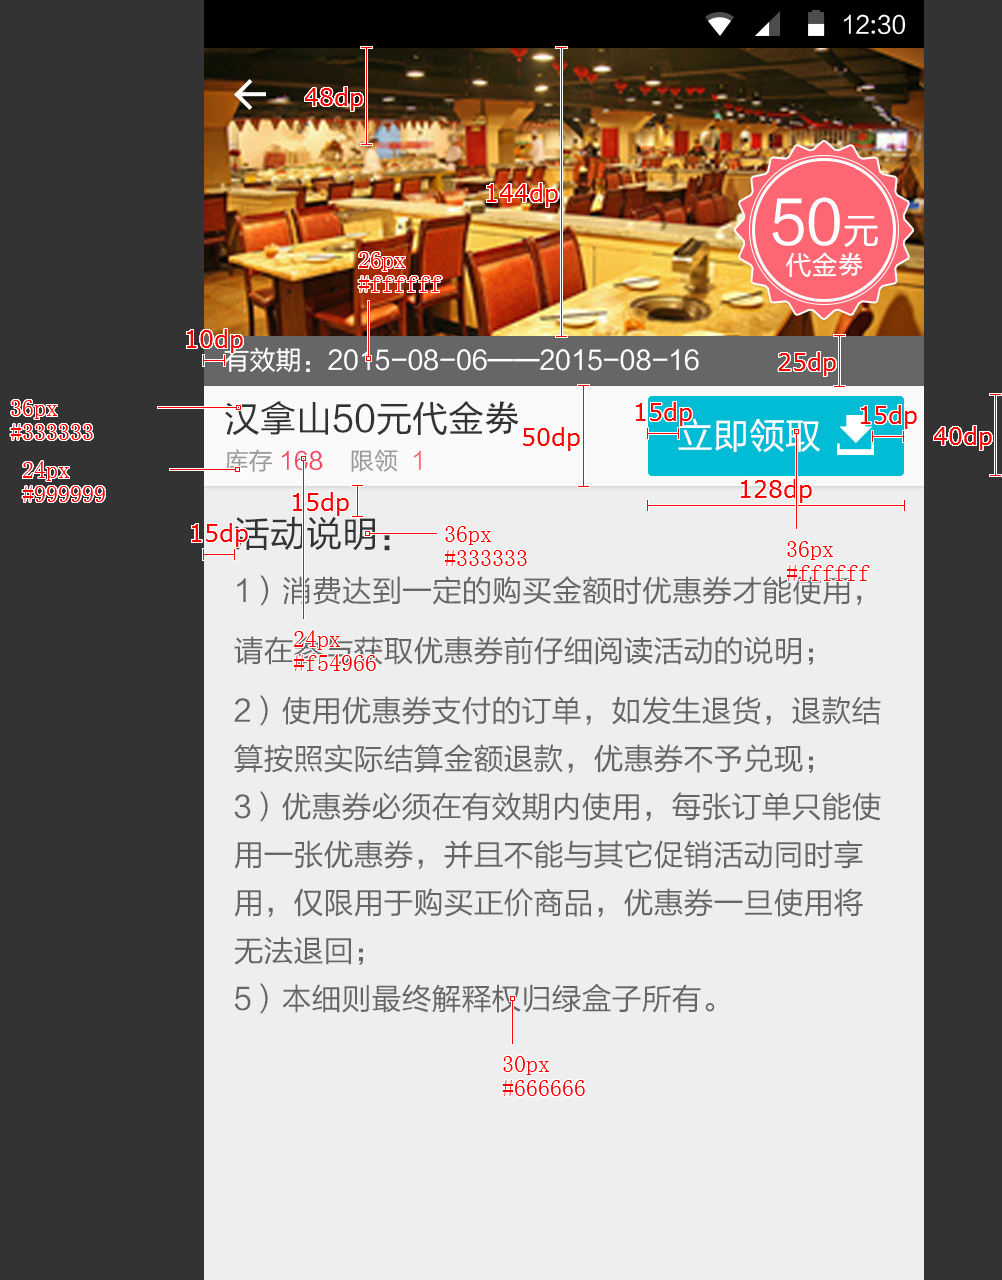 12:30
48dp
144dp
50元
代金劵
26px
#ffffff
10dp
有效期：2015-08-06——2015-08-16
25dp
36px
#333333
汉拿山50元代金劵
50dp
15dp
立即领取
15dp
40dp
24px
#999999
库存 168 限领 1
128dp
15dp
15dp
活动说明：
36px
#333333
36px
#ffffff
1）消费达到一定的购买金额时优惠券才能使用，
24px
#f54966
请在参与获取优惠券前仔细阅读活动的说明；
2）使用优惠券支付的订单，如发生退货，退款结
算按照实际结算金额退款，优惠券不予兑现；
3）优惠券必须在有效期内使用，每张订单只能使
用一张优惠券，并且不能与其它促销活动同时享
用，仅限用于购买正价商品，优惠券一旦使用将
无法退回；
5）本细则最终解释权归绿盒子所有。
30px
#666666